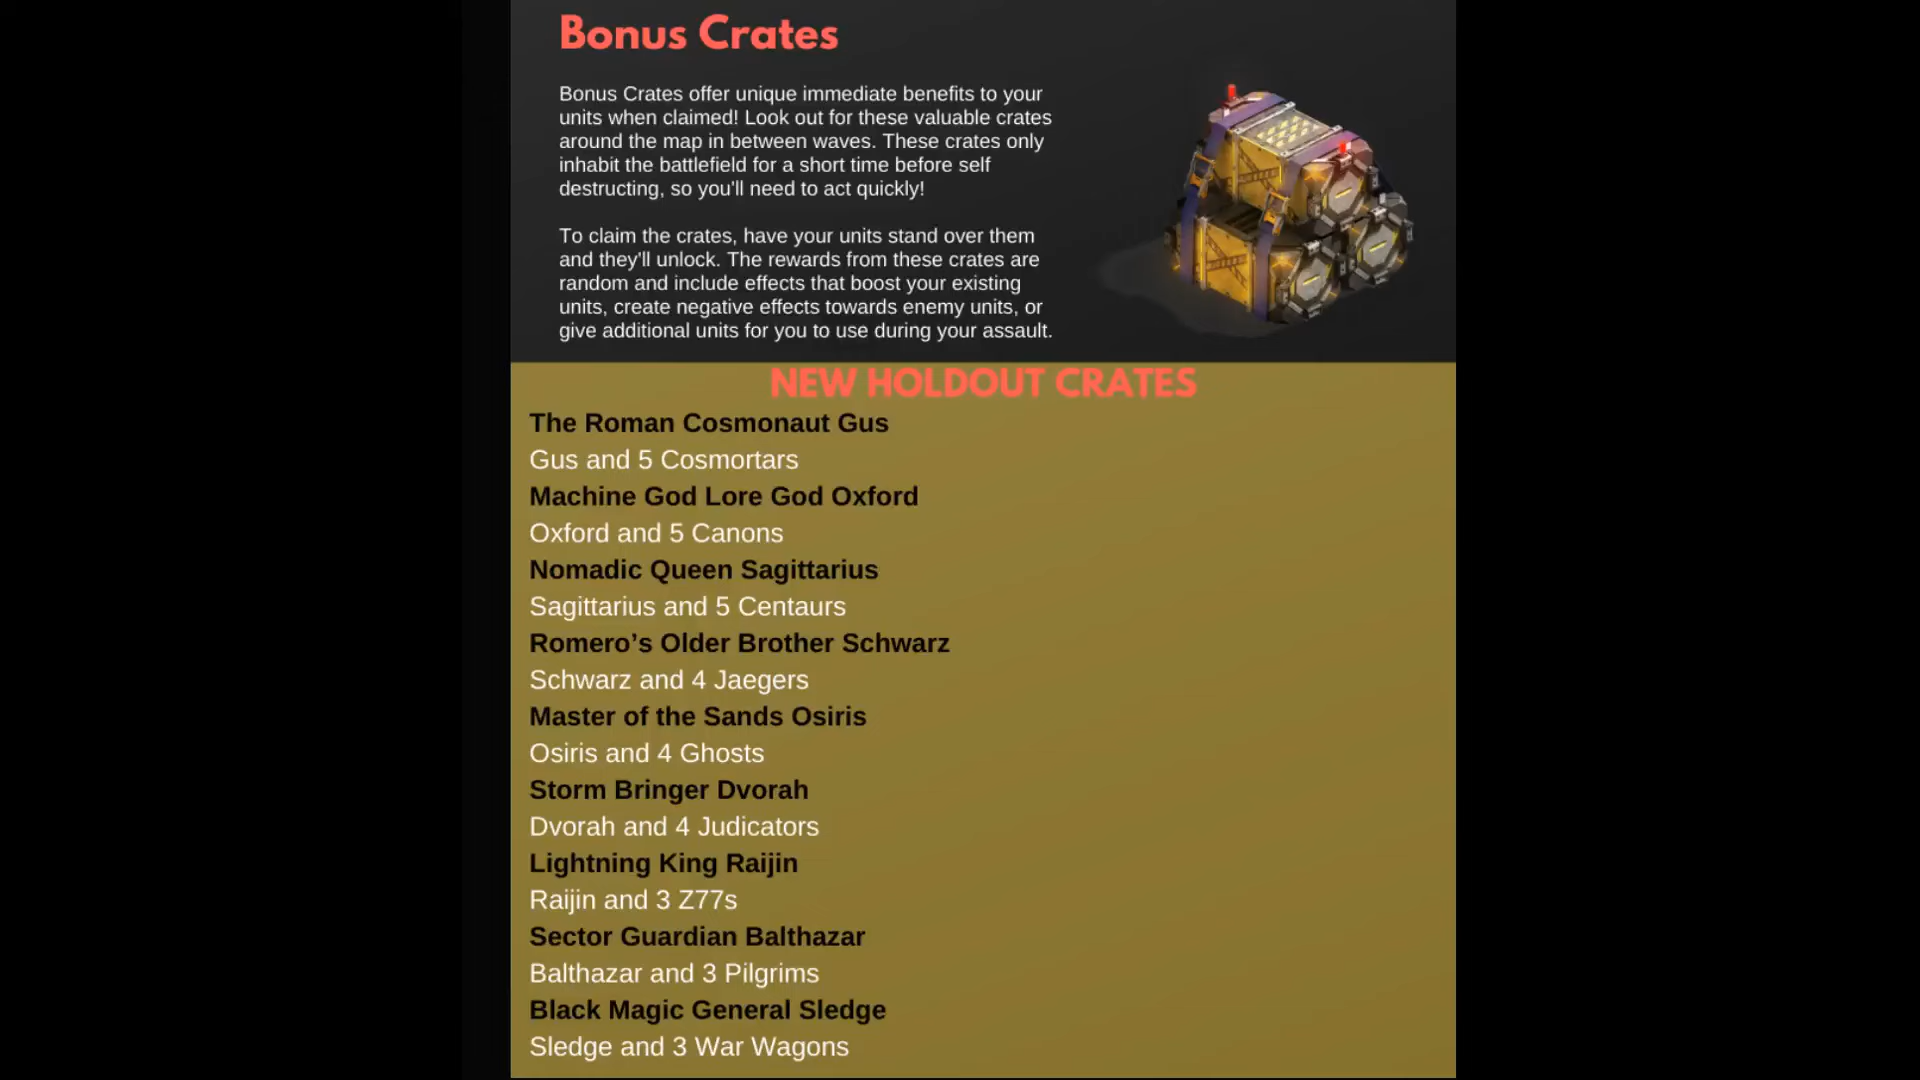 Bonus Crates
Bonus Crates offer unique immediate benefits to your
units when claimed! Look out for these valuable crates
around the map in between waves. These crates only
inhabit the battlefield for a short time before self
destructing, so you'll need to act quickly!
To claim the crates, have your units stand over them
and they'll unlock. The rewards from these crates are
random and include effects that boost your existing
units, create negative effects towards enemy units, or
give additional units for you to use during your assault.
NEW HOLDOUT CRATES
The Roman Cosmonaut Gus
Gus and 5 Cosmortars
Machine God Lore God Oxford
Oxford and 5 Canons
Nomadic Queen Sagittarius
Sagittarius and 5 Centaurs
Romero’s Older Brother Schwarz
Schwarz and 4 Jaegers
Master of the Sands Osiris
Osiris and 4 Ghosts
Storm Bringer Dvorah
Dvorah and 4 Judicators
Lightning King Raijin
Raijin and 3 Z77s
Sector Guardian Balthazar
Balthazar and 3 Pilgrims
Black Magic General Sledge
Sledge and 3 War Wagons